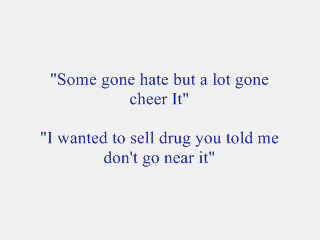 "Some gone hate but a lot gone
cheer It"
"I wanted to sell drug you told me
don't go near it"